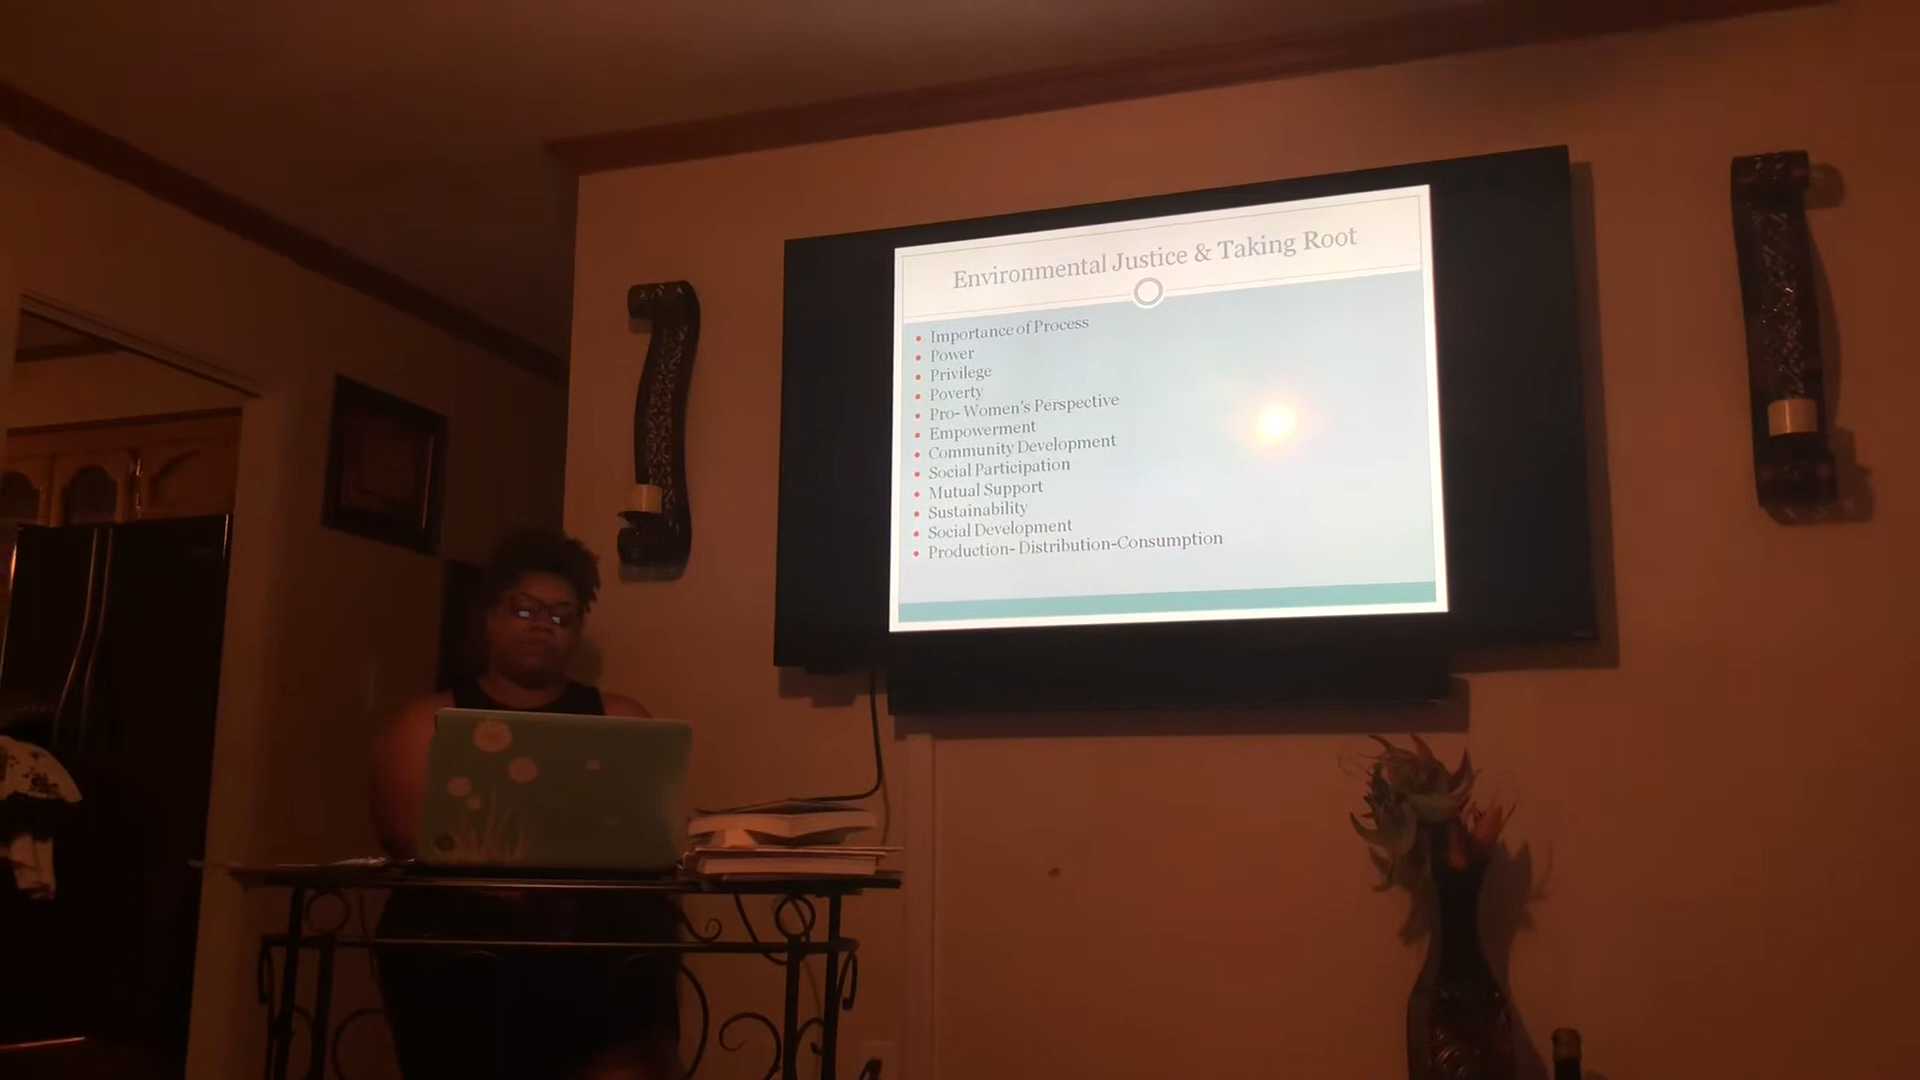 Environmental Justice & Taking Root
Importance of Process
Power
Privilege
Poverty
Pro- Women's Perspective
Empowerment
Community Development
Social Participation
Mutual Support
Sustainability
Social Development
Production- Distribution-Consumption